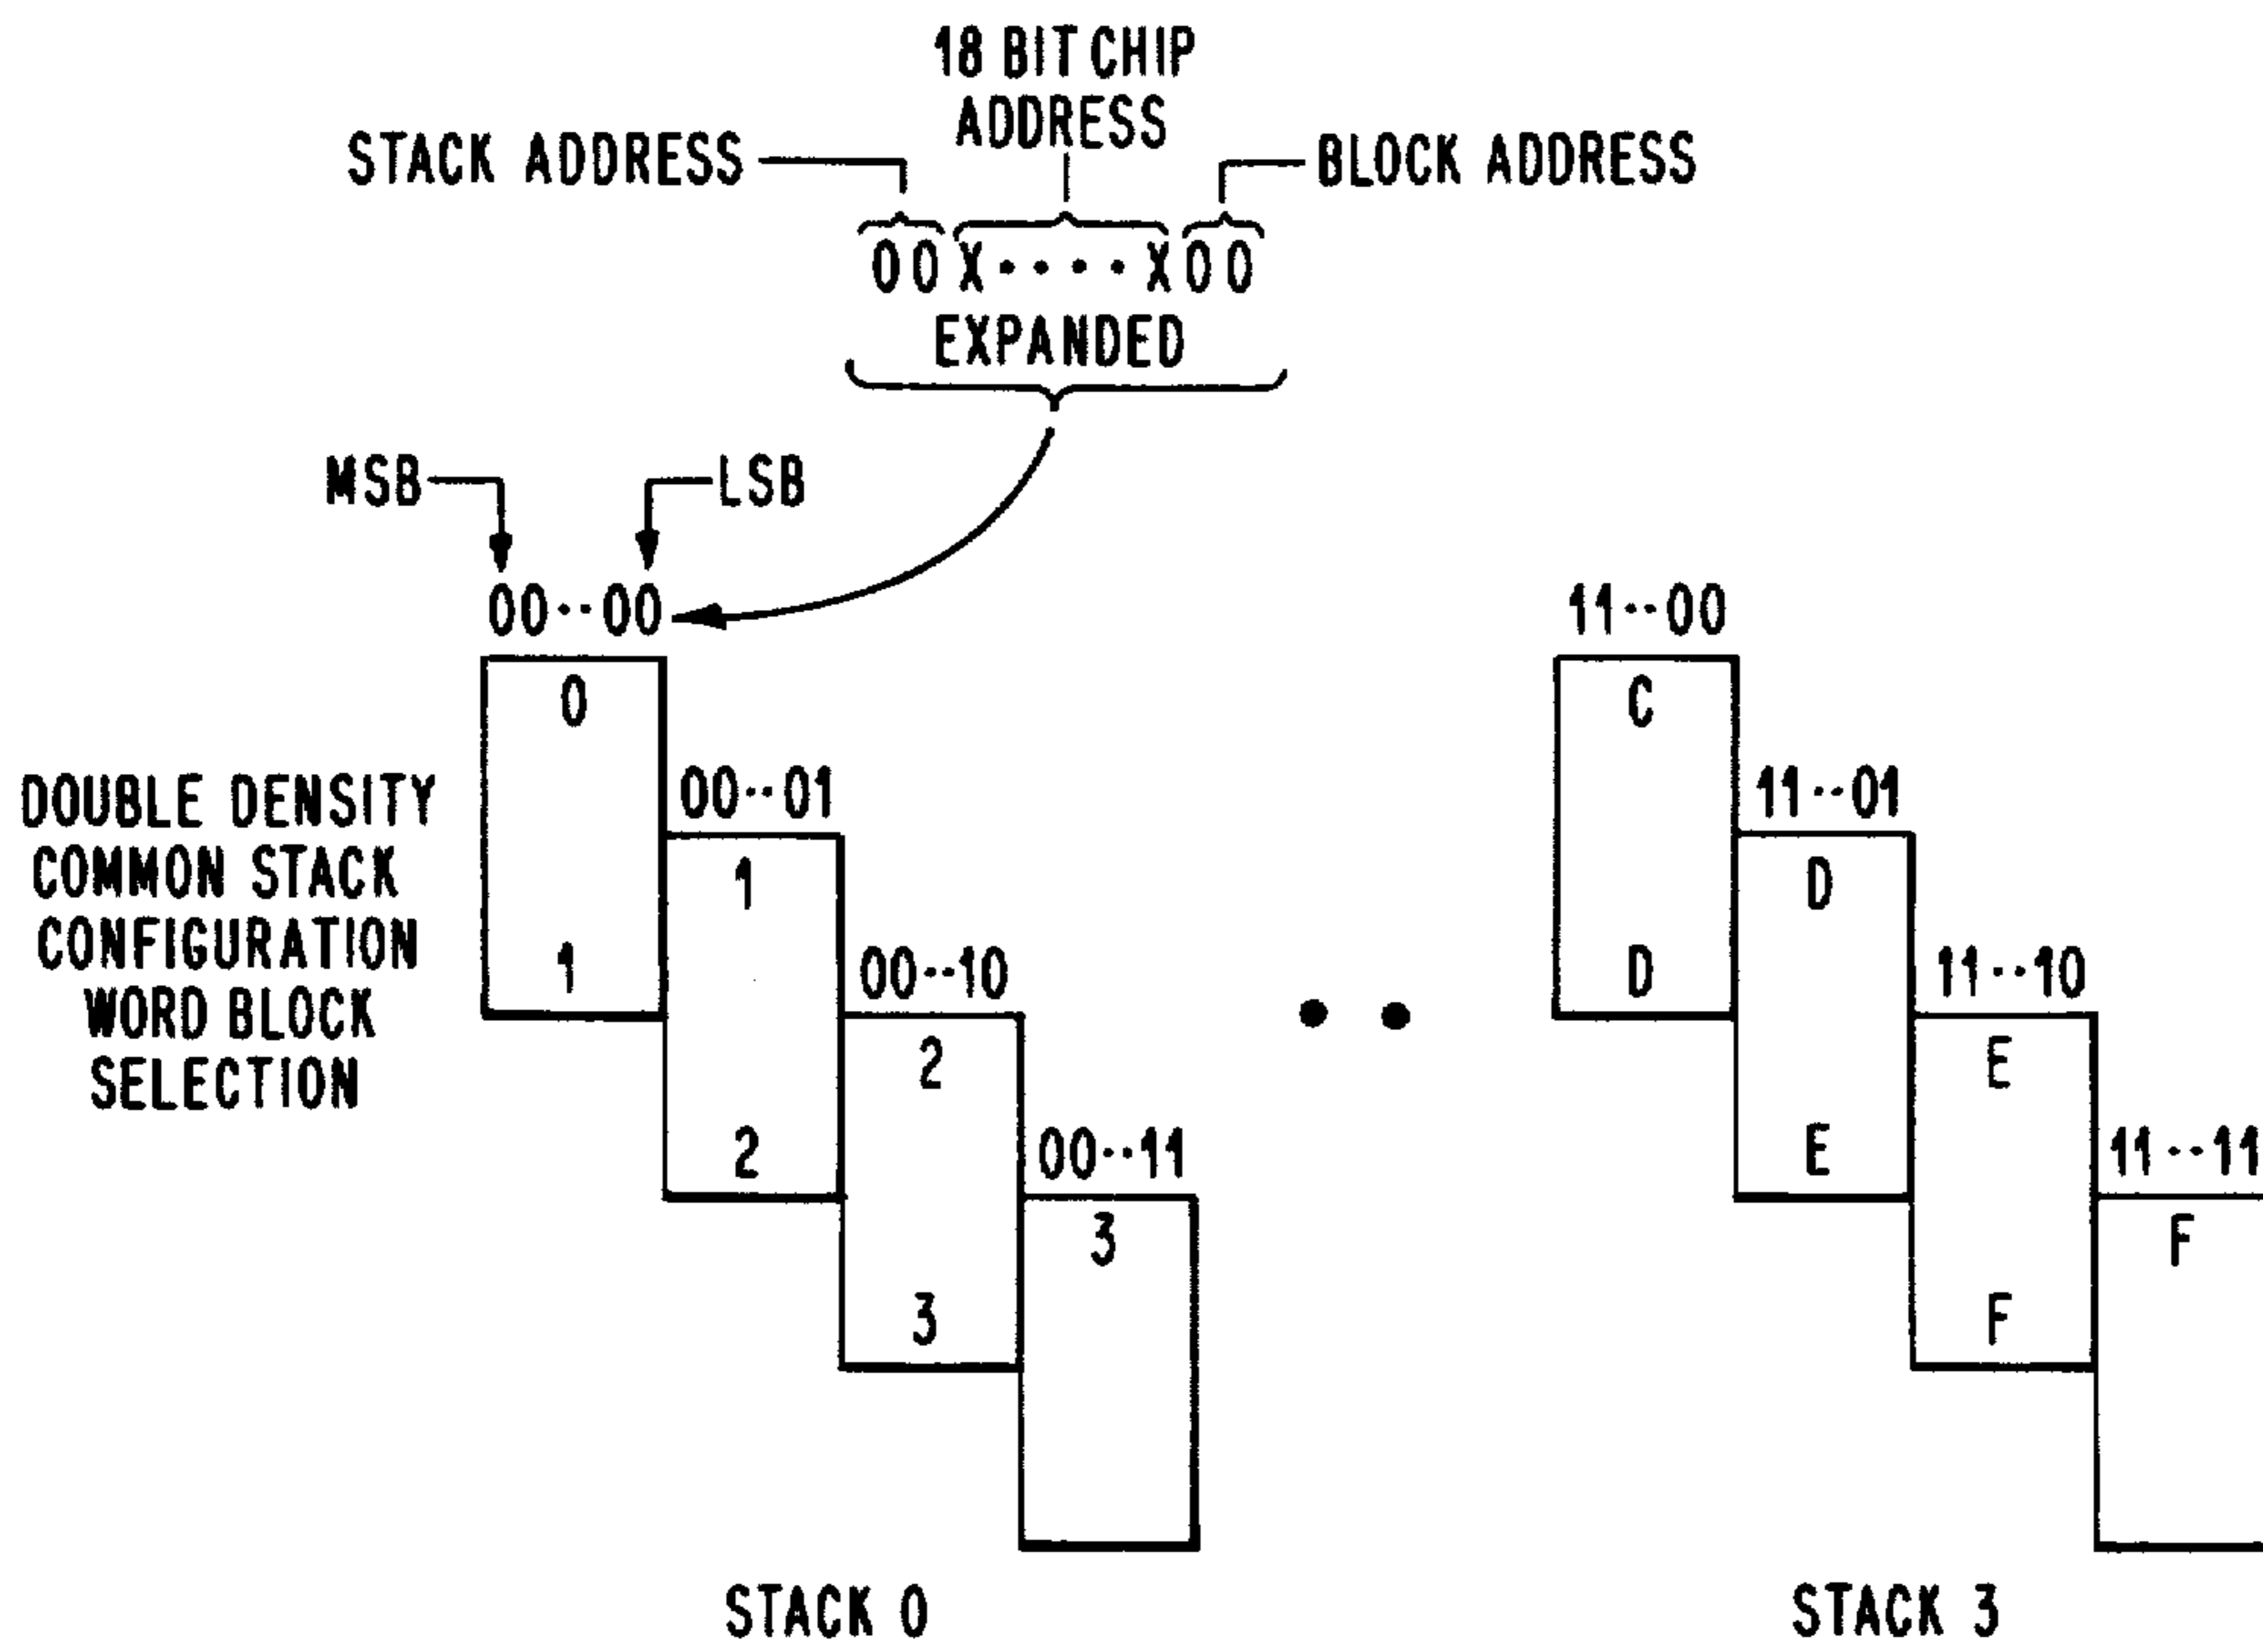 18 BIT CHIP
ADDRESS
STACK ADDRESS
BLOCK ADDRESS
00X····X00
EXPANDED
MSB
LSB
00··00
11··00
0
C
DOUBLE DENSITY
COMMON STACK
CONFIGURATION
WORD BLOCK
SELECTION
00··01
11··01
1
D
1
D
00··10
11··10
2
E
2
E
00··11
11··11
3
F
3
F
STACK 0
STACK 3